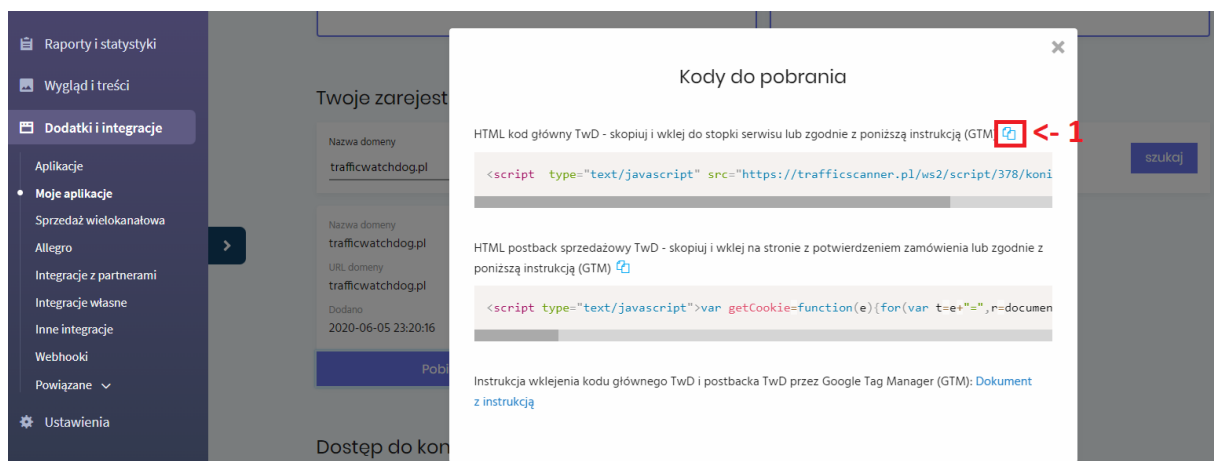 Raporty i statystyki
Wygląd i treści
Dodatki i integracje
Aplikacje
Moje aplikacje
Sprzedaż wielokanałowa
Allegro
Integracje z partnerami
Integracje własne
Inne integracje
Webhooki
Powiązane
Ustawienia
Twoje zarejest
Nazwa domeny
trafficwatchdog.pl
szukaj
Nazwa domeny
trafficwatchdog.pl
URL domeny
trafficwatchdog.pl
Dodano
2020-06-05 23:20:16
Pobi
Dostęp do kon
Kody do pobrania
HTML kod główny TwD - skopiuj i wklej do stopki serwisu lub zgodnie z poniższą instrukcją (GTM
<- 1
<script type="text/javascript" src="https://trafficscanner.pl/ws2/script/378/koni
HTML postback sprzedażowy TwD - skopiuj i wklej na stronie z potwierdzeniem zamówienia lub zgodnie z
poniższą instrukcją (GTM)
<script type="text/javascript">var getCookie=function(e){for(var t=e+"=",r=documen
Instrukcja wklejenia kodu głównego TwD i postbacka TwD przez Google Tag Manager (GTM): Dokument
z instrukcją